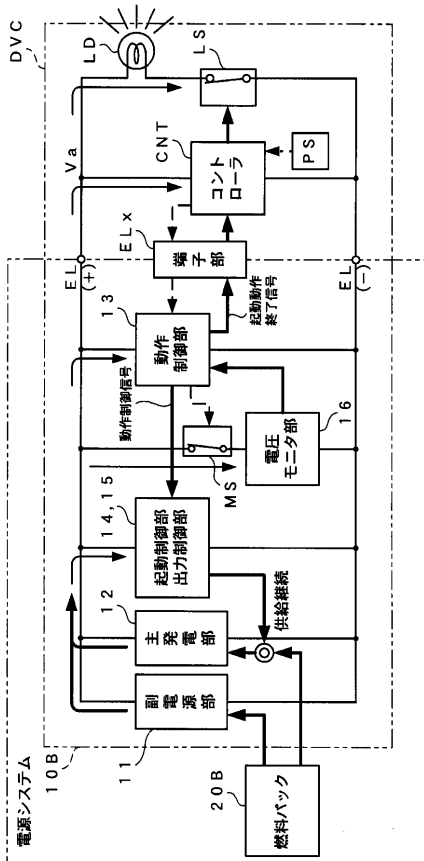 電源システム
10B
DVC
副電源部
11
主発電部
12
起動制御部
出力制御部
14,15
供給継続
動作制御信号
動作
制御部
13
MS
電圧
モニタ部
16
起動動作
終了信号
端子部
ELx
EL
(+)
EL
(−)
Va
コント
ローラ
CNT
PS
LD
LS
燃料パック
20B